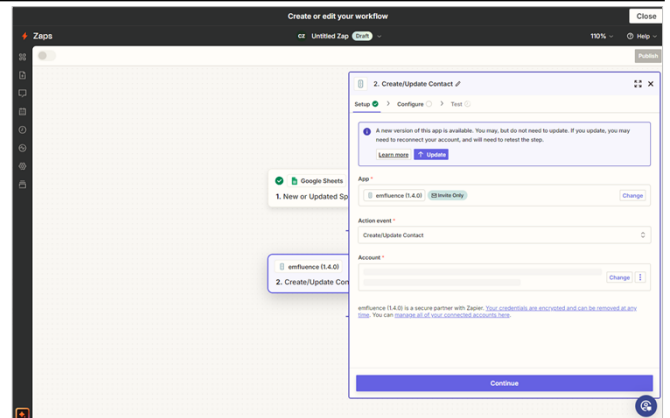 Create or edit your workflow
Close
Zaps
CZ Untitled Zap Draft
110%
Help
Publish
Google Sheets
1. New or Updated Sp
emfluence (1.4.0)
2. Create/Update Con
2. Create/Update Contact
Setup
Configure
Test
A new version of this app is available. You may, but do not need to update. If you update, you may
need to reconnect your account, and will need to retest the step.
Learn more
Update
App *
emfluence (1.4.0)
Invite Only
Change
Action event *
Create/Update Contact
Account *
Change
emfluence (1.4.0) is a secure partner with Zapier. Your credentials are encrypted and can be removed at any
time. You can manage all of your connected accounts here.
Continue